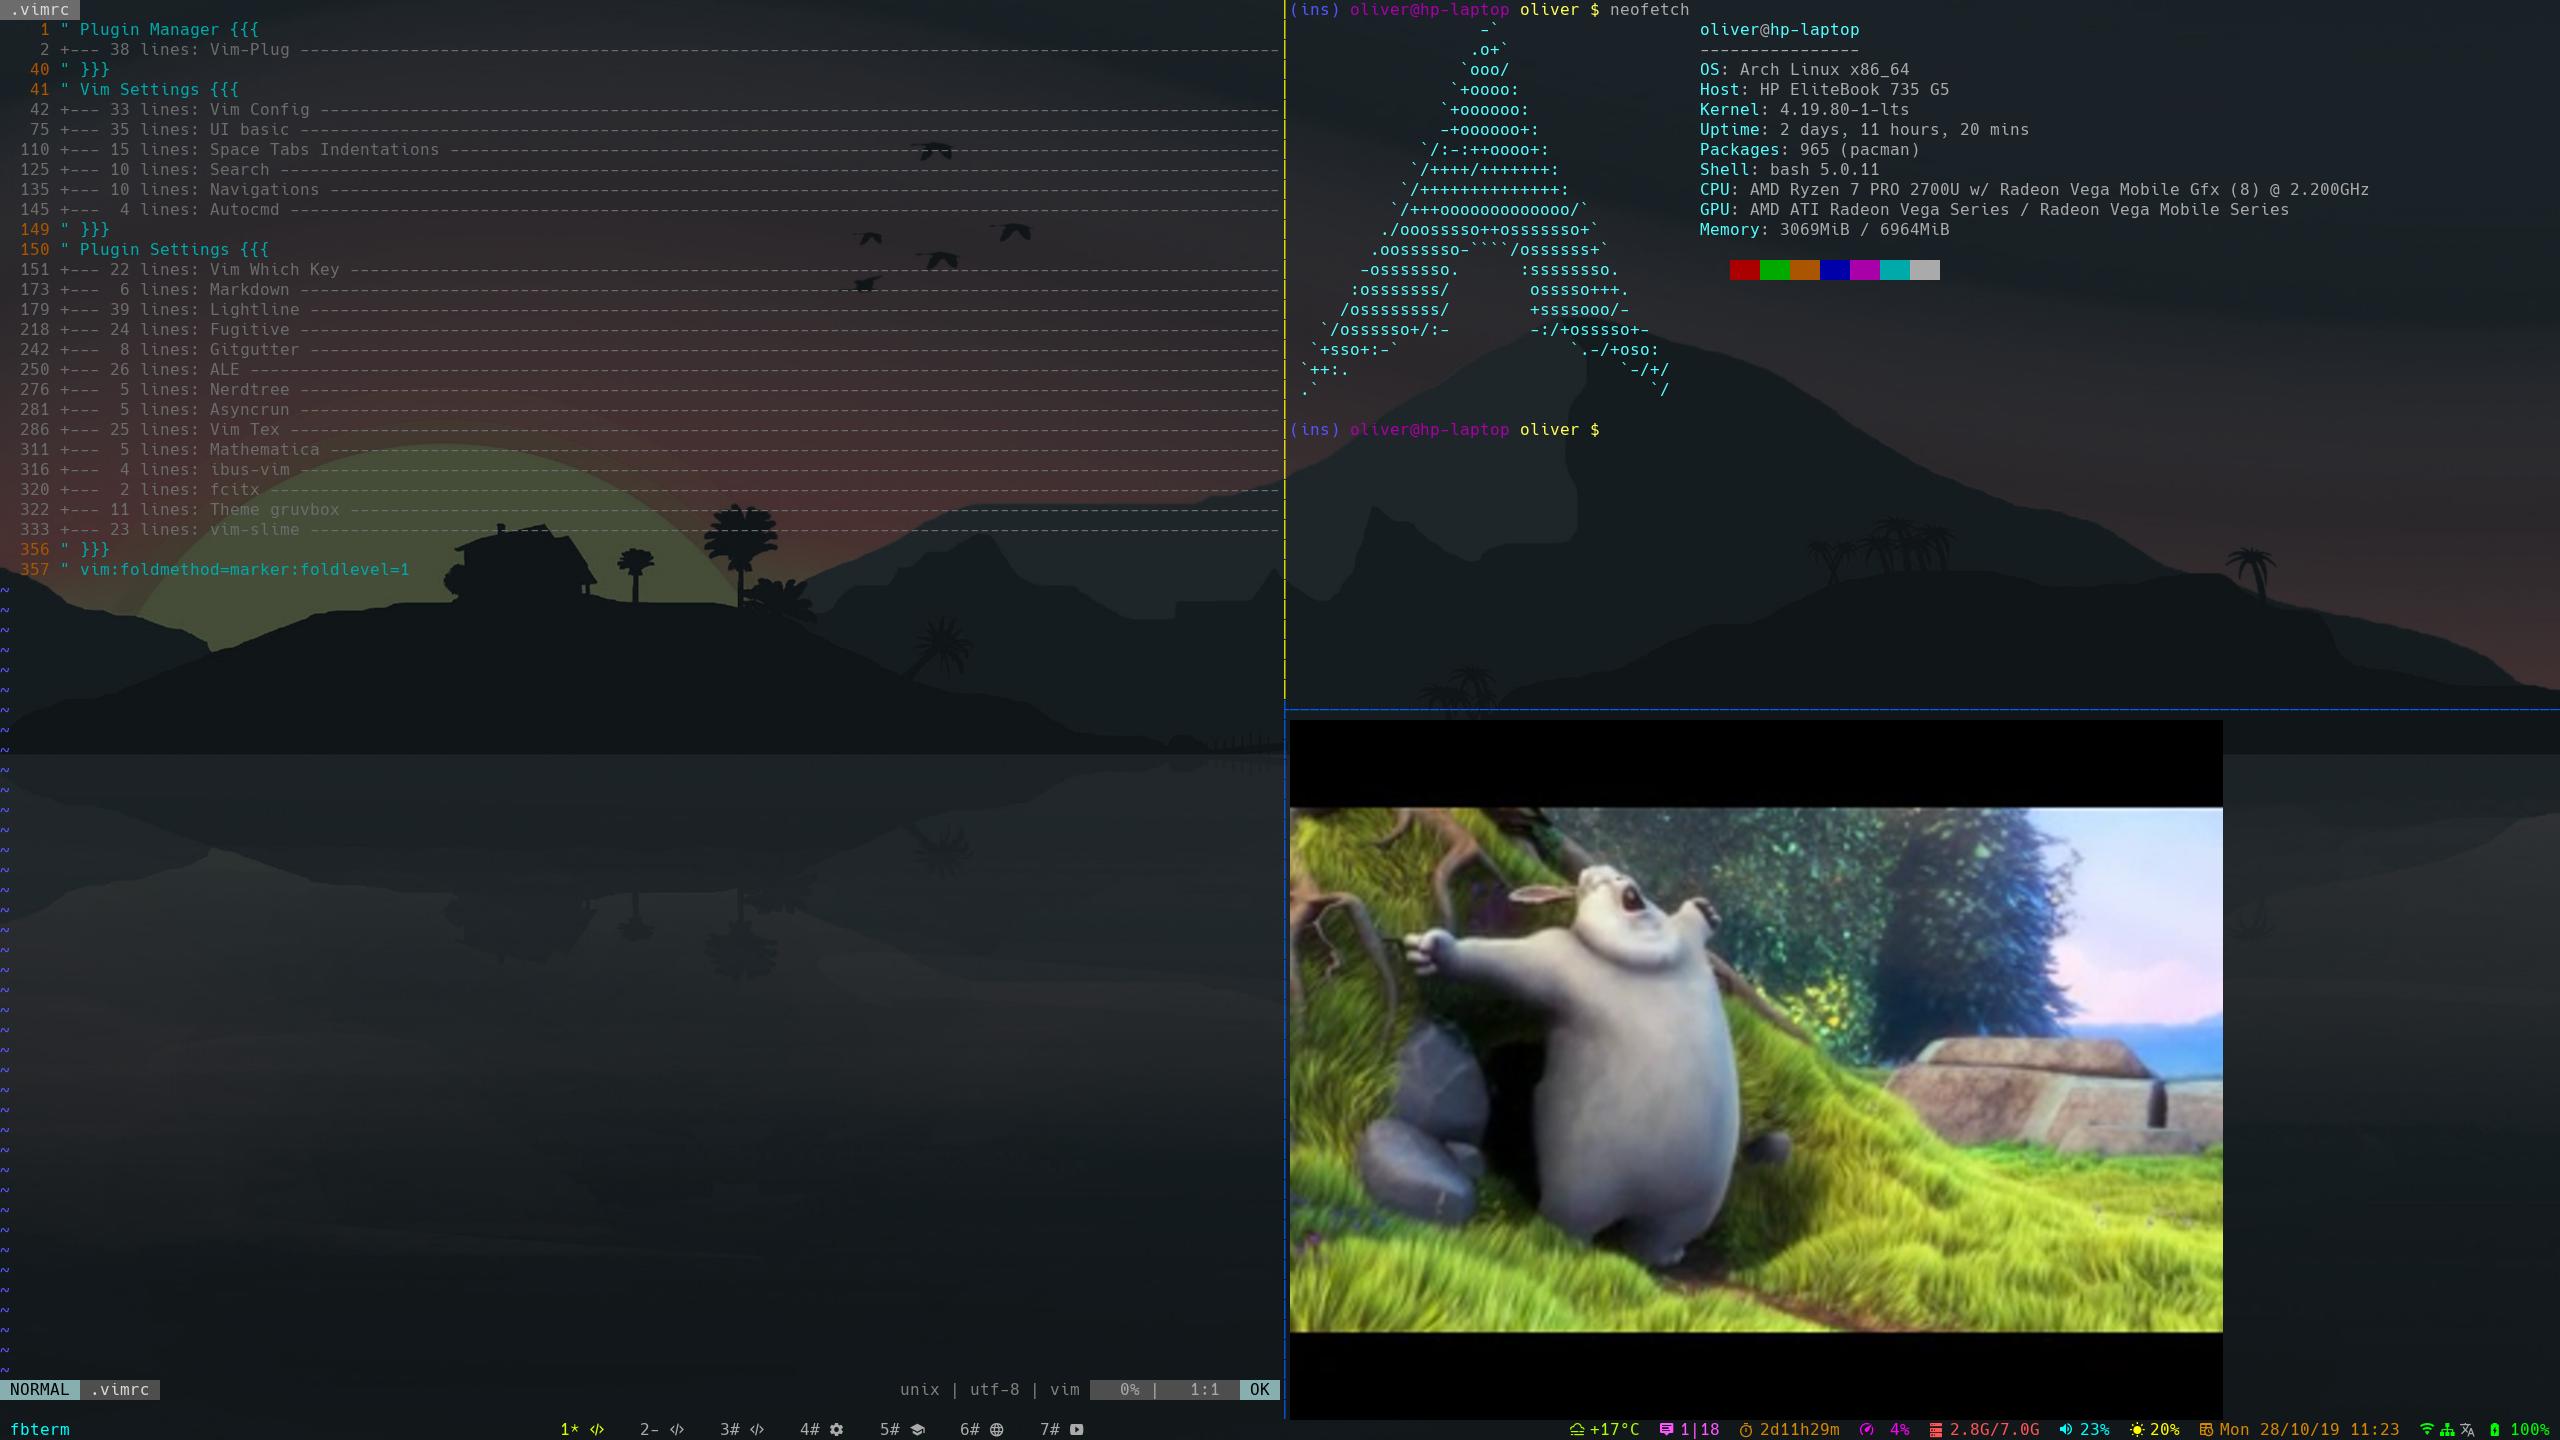 .vimrc
1 " Plugin Manager {{{
2 +--- 38 lines: Vim-Plug ---
40 " }}}
41 " Vim Settings {{{
42 +--- 33 lines: Vim Config ---
75 +--- 35 lines: UI basic ---
110 +--- 15 lines: Space Tabs Indentations ---
125 +--- 10 lines: Search ---
135 +--- 10 lines: Navigations ---
145 +---  4 lines: Autocmd ---
149 " }}}
150 " Plugin Settings {{{
151 +--- 22 lines: Vim Which Key ---
173 +---  6 lines: Markdown ---
179 +--- 39 lines: Lightline ---
218 +--- 24 lines: Fugitive ---
242 +---  8 lines: Gitgutter ---
250 +--- 26 lines: ALE ---
276 +---  5 lines: Nerdtree ---
281 +---  5 lines: Asyncrun ---
286 +--- 25 lines: Vim Tex ---
311 +---  5 lines: Mathematica ---
316 +---  4 lines: ibus-vim ---
320 +---  2 lines: fcitx ---
322 +--- 11 lines: Theme gruvbox ---
333 +--- 23 lines: vim-slime ---
356 " }}}
357 " vim:foldmethod=marker:foldlevel=1
NORMAL .vimrc unix | utf-8 | vim 0% | 1:1 OK
(ins) oliver@hp-laptop oliver $ neofetch
oliver@hp-laptop
----------------
OS: Arch Linux x86_64
Host: HP EliteBook 735 G5
Kernel: 4.19.80-1-lts
Uptime: 2 days, 11 hours, 20 mins
Packages: 965 (pacman)
Shell: bash 5.0.11
CPU: AMD Ryzen 7 PRO 2700U w/ Radeon Vega Mobile Gfx (8) @ 2.200GHz
GPU: AMD ATI Radeon Vega Series / Radeon Vega Mobile Series
Memory: 3069MiB / 6964MiB
(ins) oliver@hp-laptop oliver $
fbterm 1* 2- 3# 4# 5# 6# 7# +17°C 1|18 2d11h29m 4% 2.8G/7.0G 23% 20% Mon 28/10/19 11:23 100%